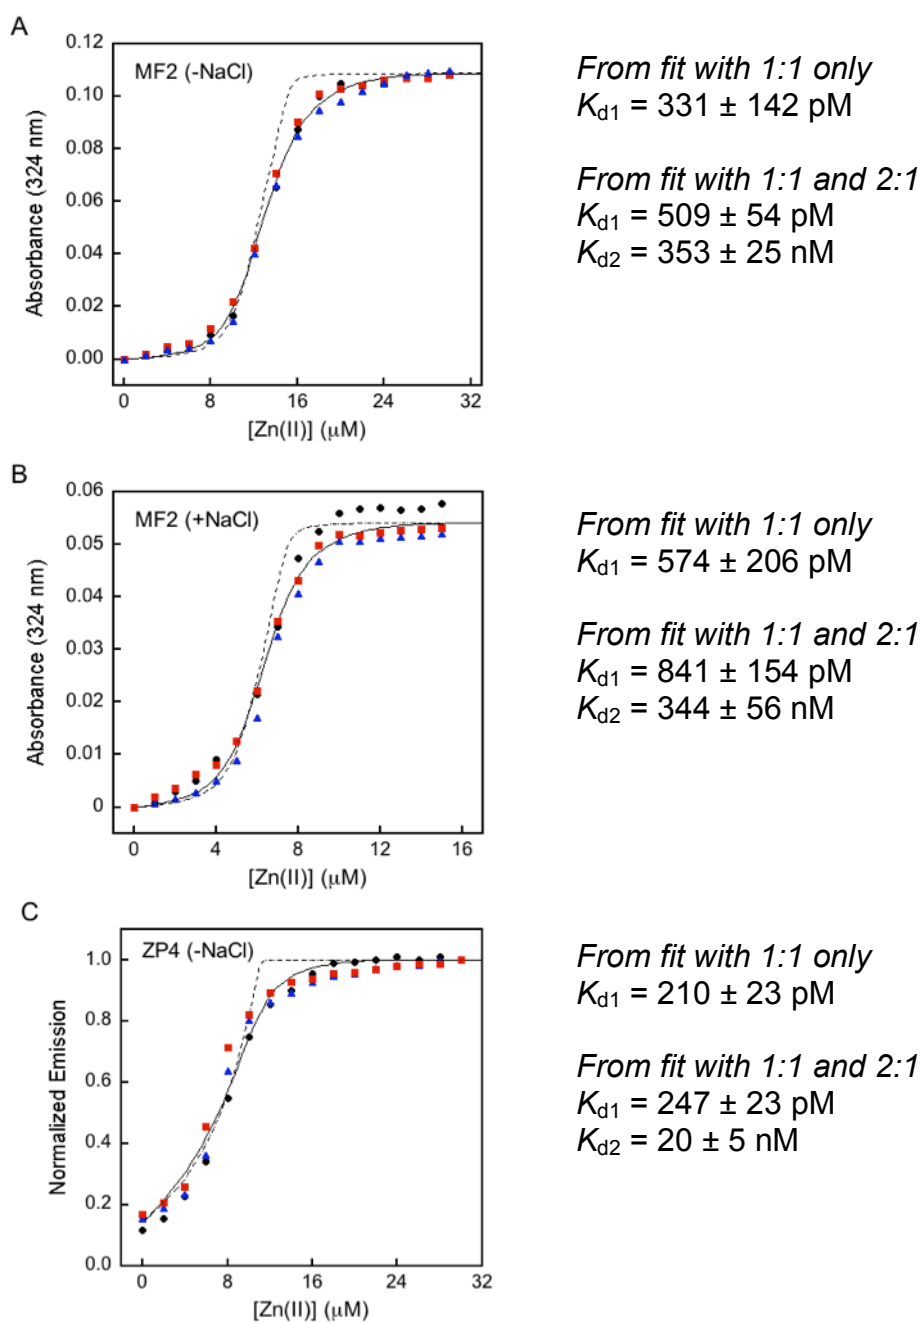 A
MF2 (-NaCl)
0.12
0.10
0.08
0.06
0.04
0.02
0.00
Absorbance (324 nm)
0
8
16
24
32
[Zn(II)] (μM)
From fit with 1:1 only
Kd1 = 331 ± 142 pM
From fit with 1:1 and 2:1
Kd1 = 509 ± 54 pM
Kd2 = 353 ± 25 nM
B
MF2 (+NaCl)
0.06
0.05
0.04
0.03
0.02
0.01
0
Absorbance (324 nm)
0
4
8
12
16
[Zn(II)] (μM)
From fit with 1:1 only
Kd1 = 574 ± 206 pM
From fit with 1:1 and 2:1
Kd1 = 841 ± 154 pM
Kd2 = 344 ± 56 nM
C
ZP4 (-NaCl)
1.0
0.8
0.6
0.4
0.2
0.0
Normalized Emission
0
8
16
24
32
[Zn(II)] (μM)
From fit with 1:1 only
Kd1 = 210 ± 23 pM
From fit with 1:1 and 2:1
Kd1 = 247 ± 23 pM
Kd2 = 20 ± 5 nM